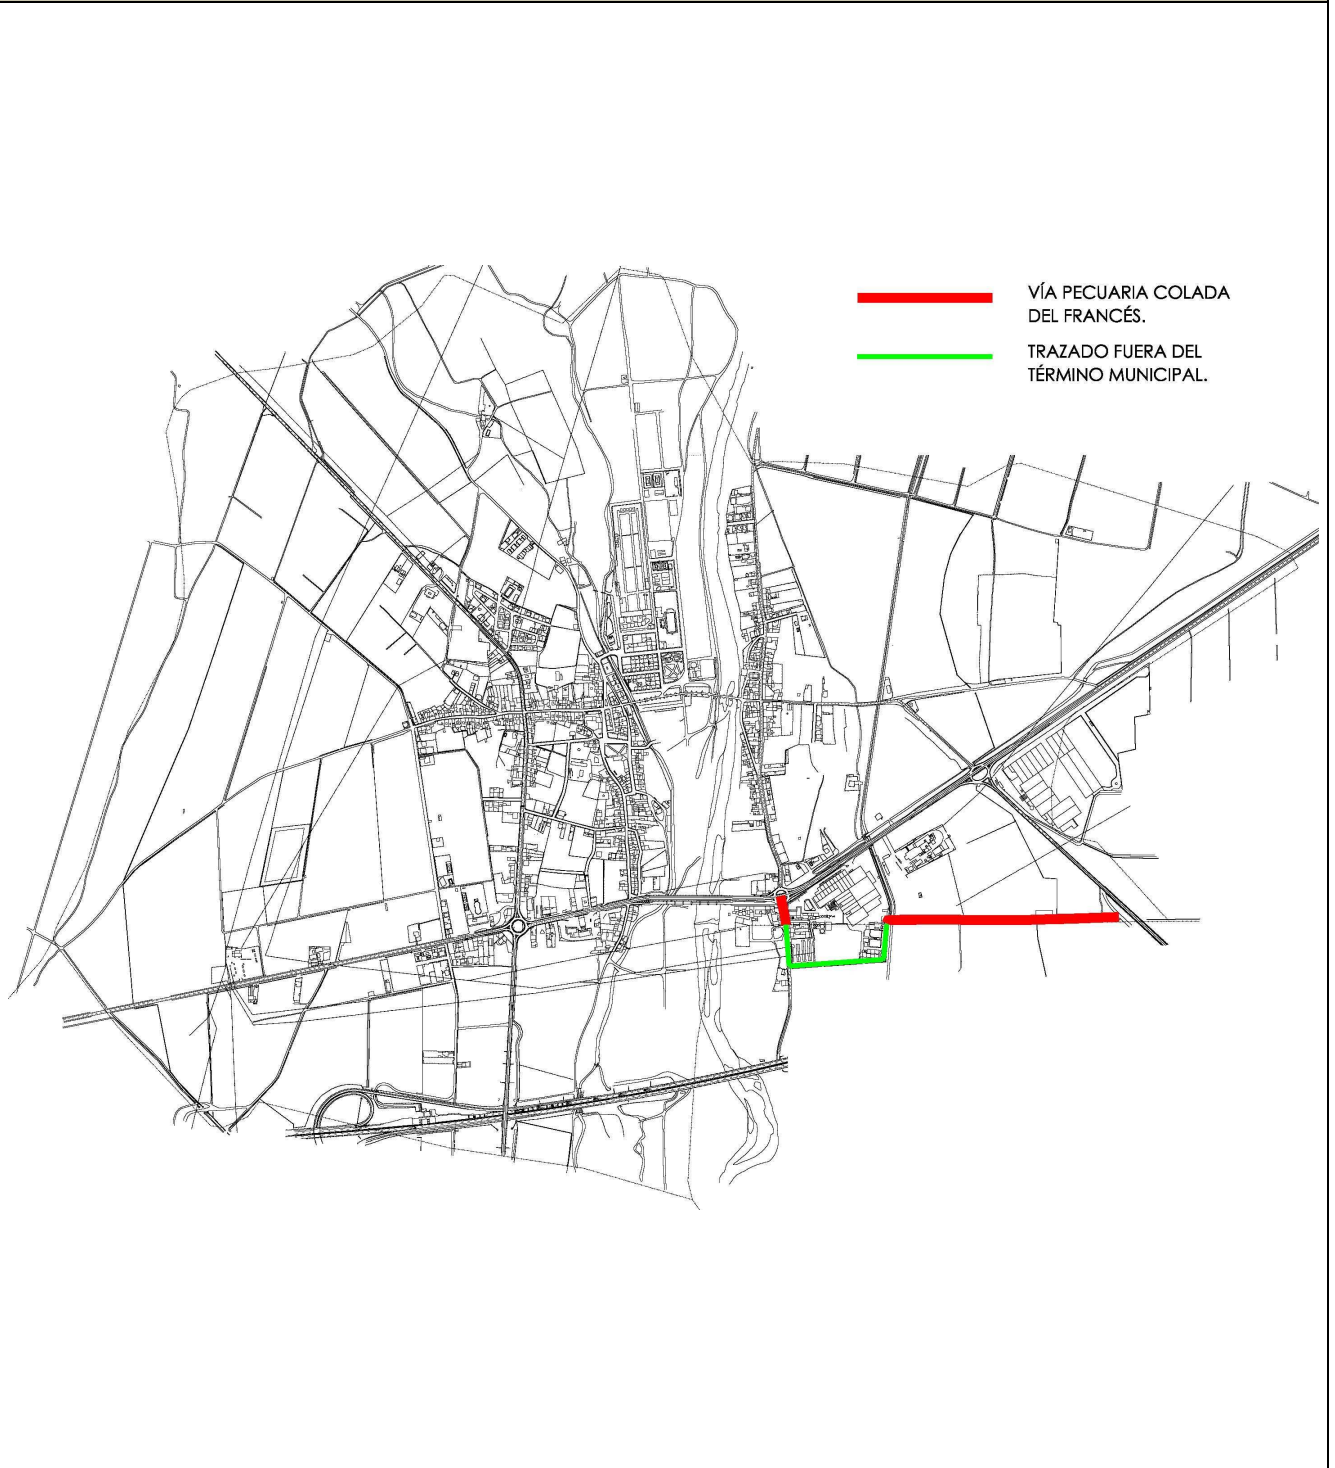 VÍA PECUARIA COLADA
DEL FRANCÉS.
TRAZADO FUERA DEL
TÉRMINO MUNICIPAL.